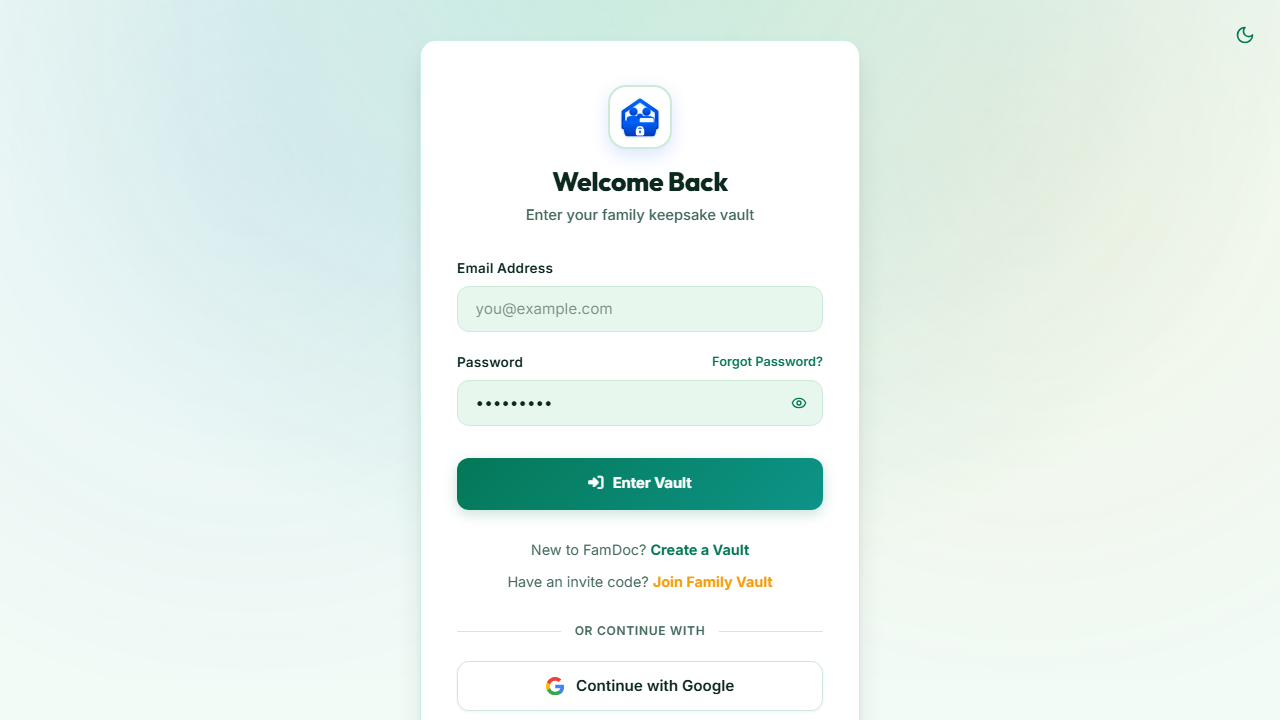 Welcome Back
Enter your family keepsake vault
Email Address
you@example.com
Password Forgot Password?
•••••••••
Enter Vault
New to FamDoc? Create a Vault
Have an invite code? Join Family Vault
OR CONTINUE WITH
Continue with Google